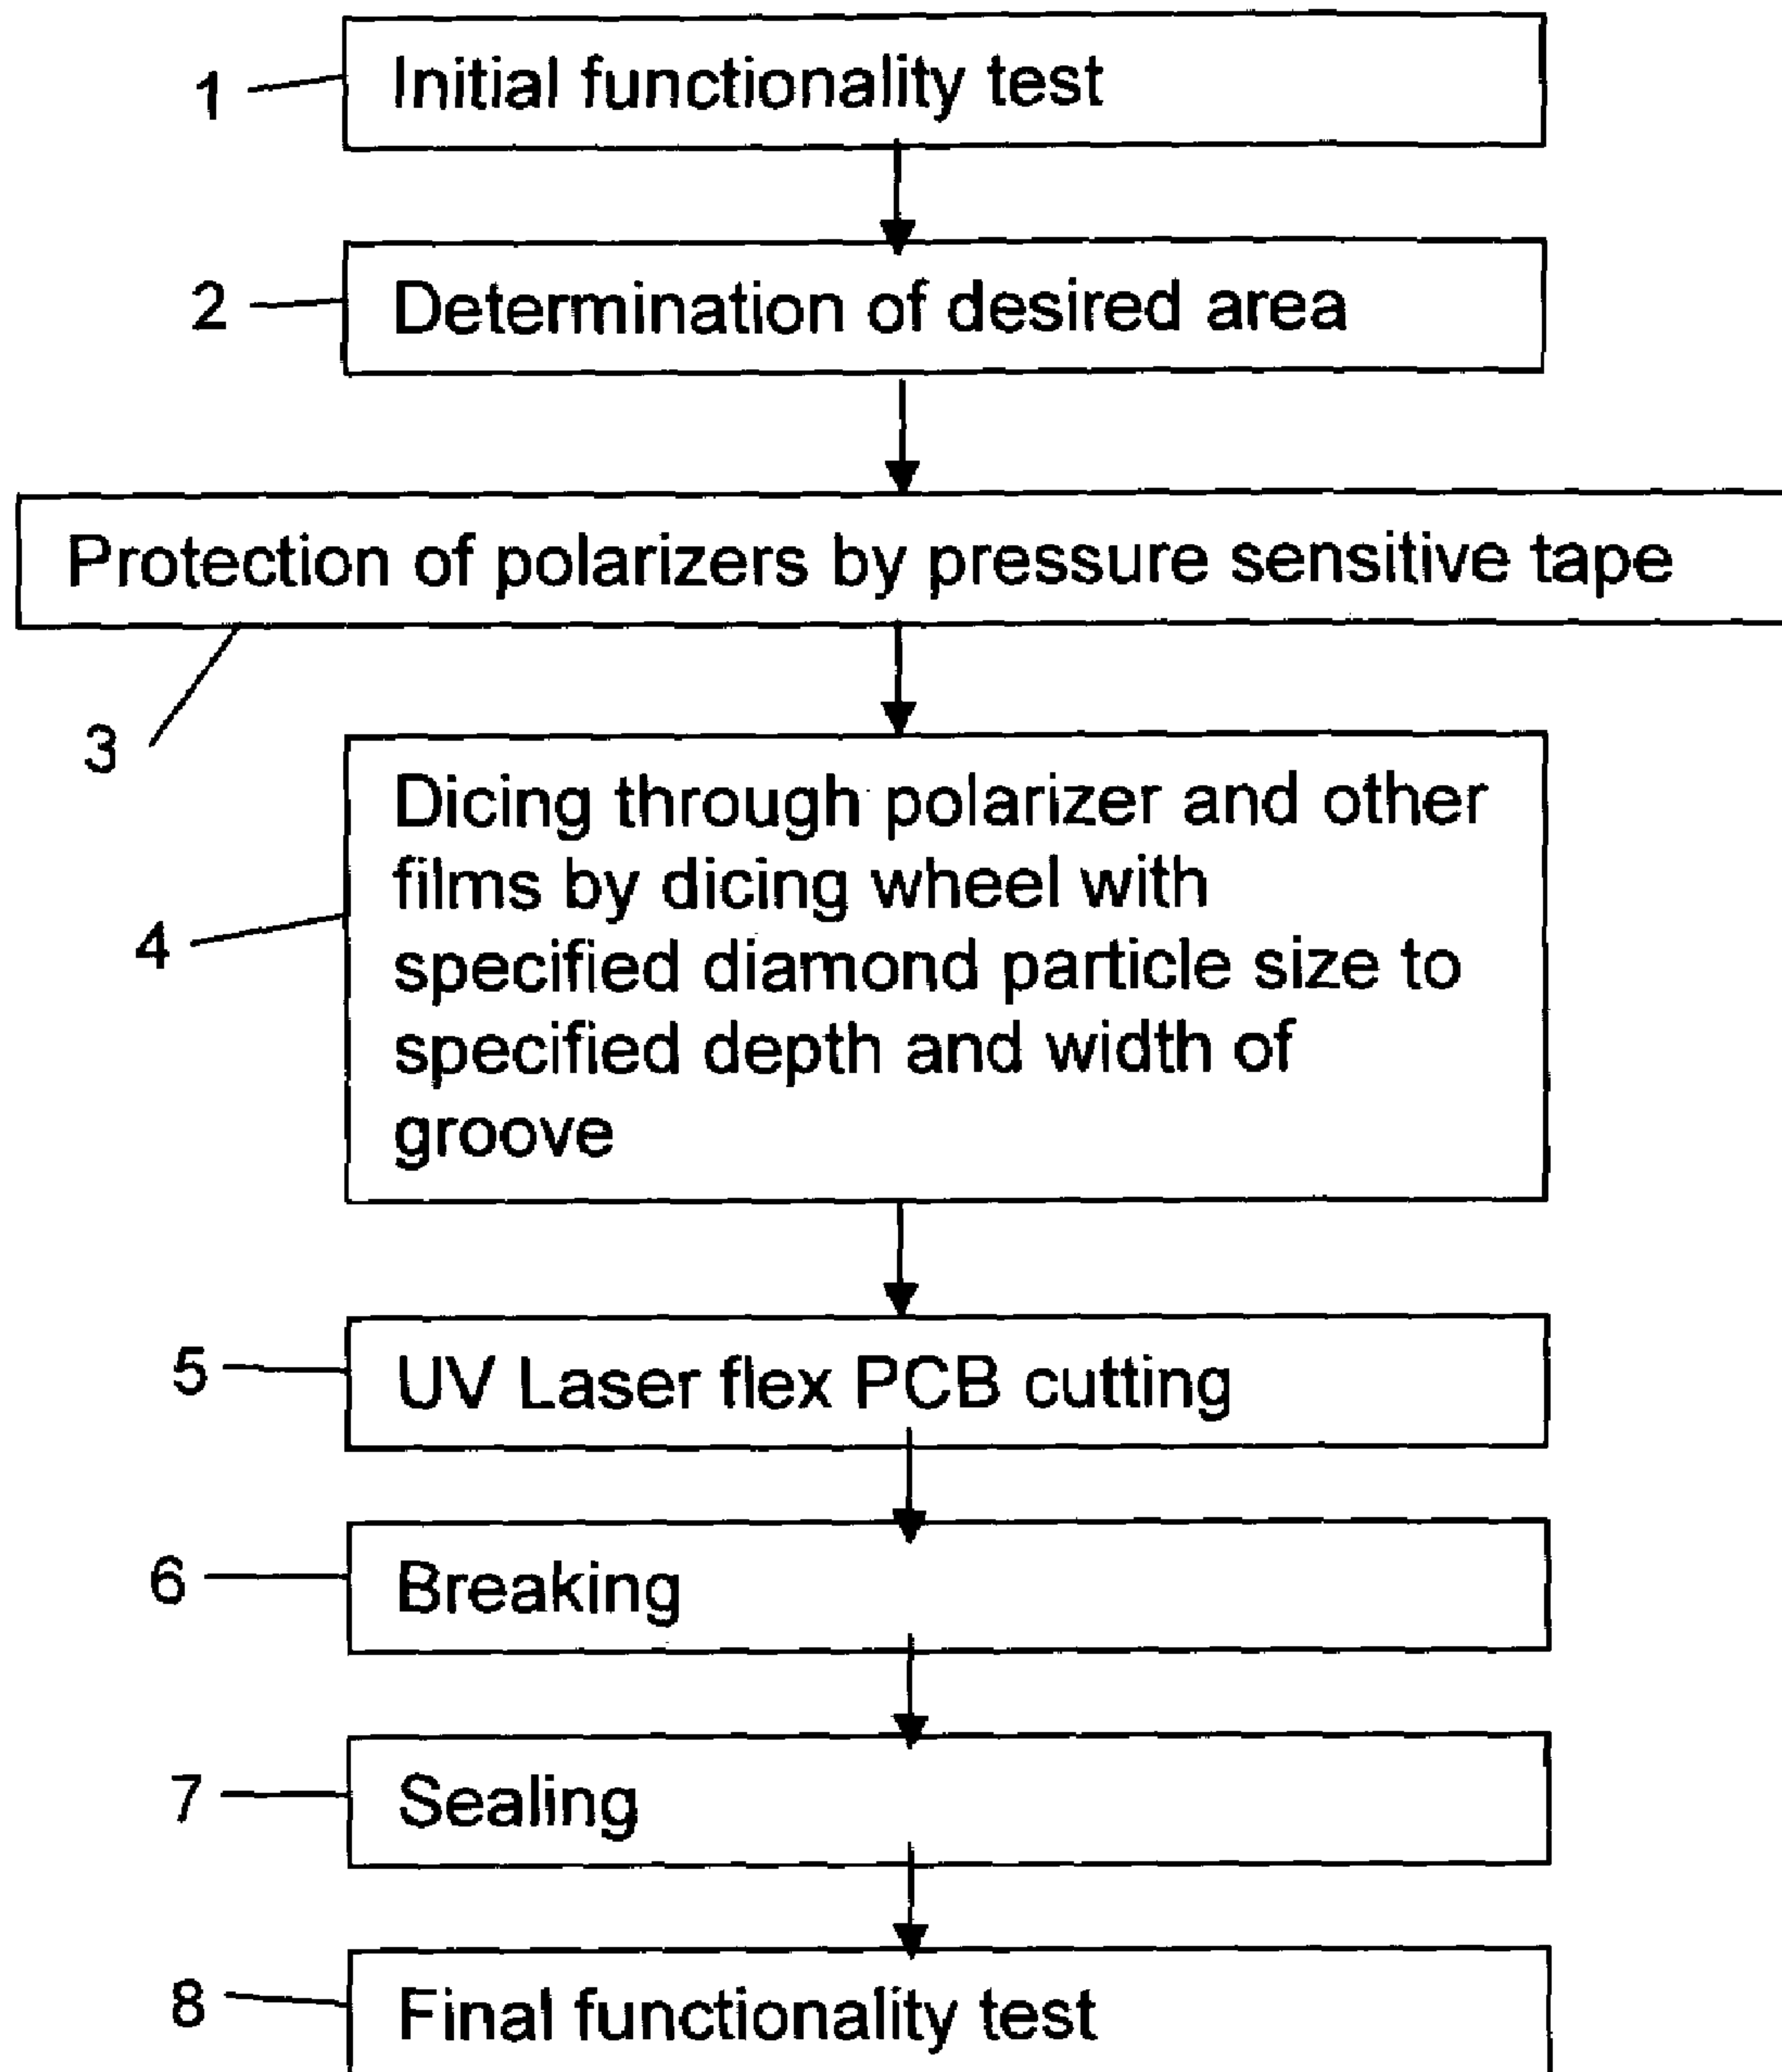 1 Initial functionality test
2 Determination of desired area
Protection of polarizers by pressure sensitive tape
3
Dicing through polarizer and other
films by dicing wheel with
4
specified diamond particle size to
specified depth and width of
groove
5 UV Laser flex PCB cutting
6 Breaking
7 Sealing
8 Final functionality test